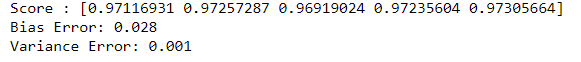 Score : [0.97116931 0.97257287 0.96919024 0.97235604 0.97305664]
Bias Error: 0.028
Variance Error: 0.001